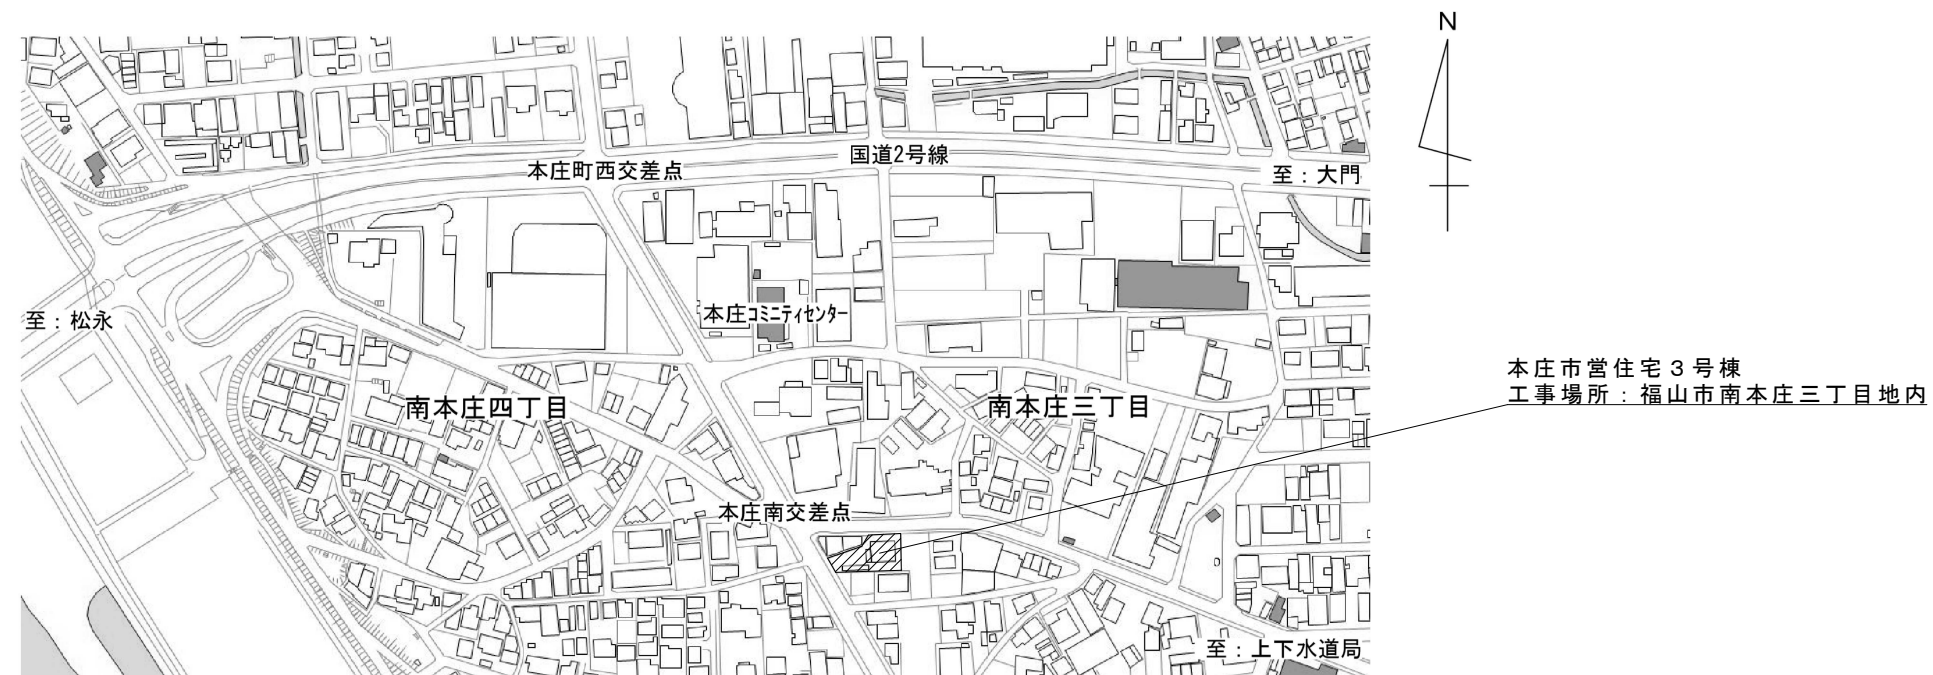 N
国道2号線
本庄町西交差点
至：大門
本庄コミニティセンター
至：松永
本庄市営住宅３号棟
工事場所：福山市南本庄三丁目地内
南本庄四丁目
南本庄三丁目
本庄南交差点
至：上下水道局